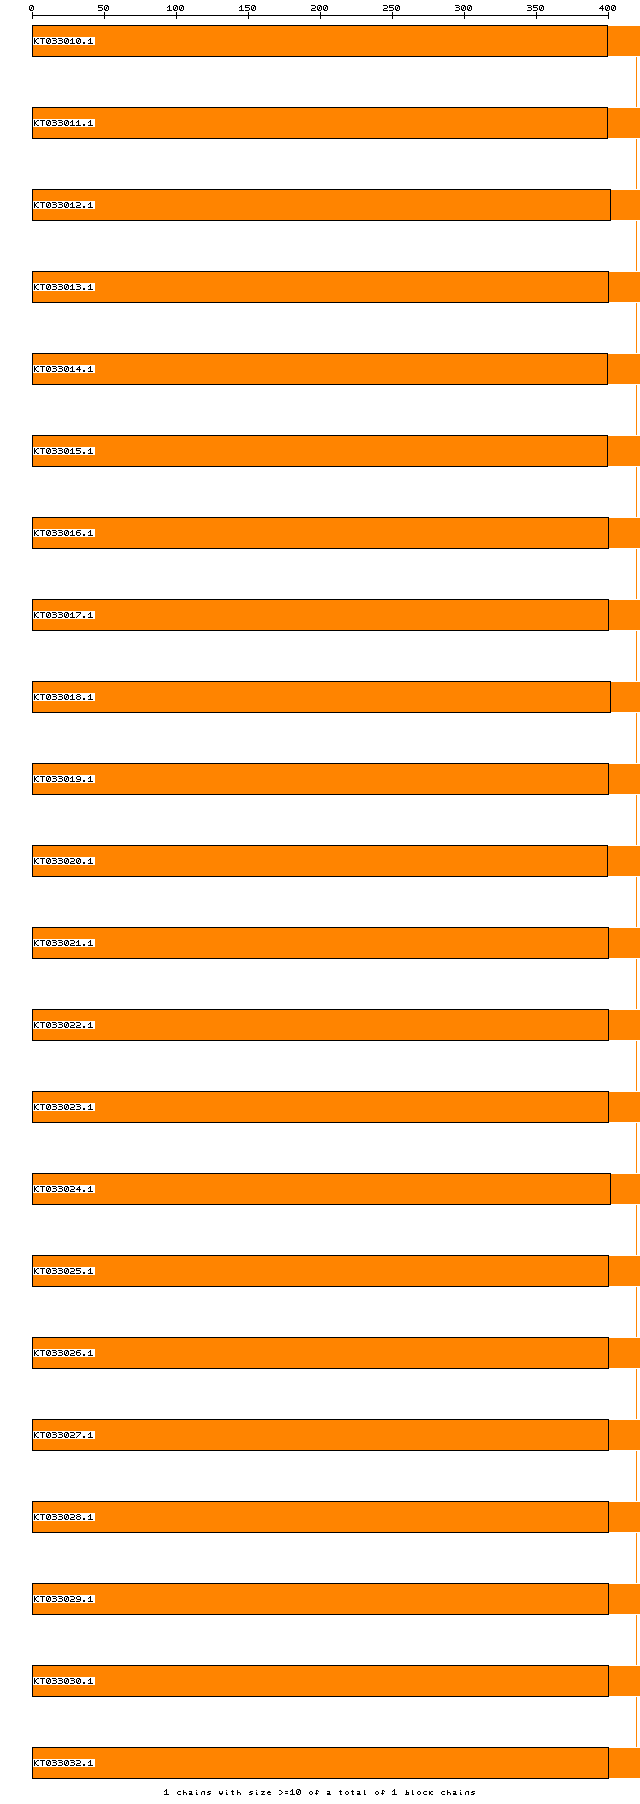 0 50 100 150 200 250 300 350 400
KT033010.1
KT033011.1
KT033012.1
KT033013.1
KT033014.1
KT033015.1
KT033016.1
KT033017.1
KT033018.1
KT033019.1
KT033020.1
KT033021.1
KT033022.1
KT033023.1
KT033024.1
KT033025.1
KT033026.1
KT033027.1
KT033028.1
KT033029.1
KT033030.1
KT033032.1
1 chains with size >=10 of a total of 1 block chains